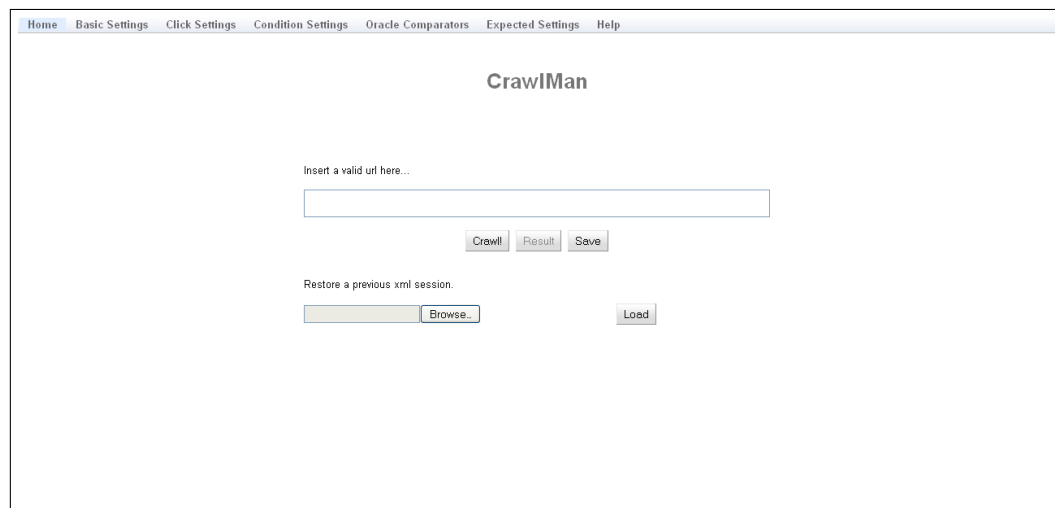 Home Basic Settings Click Settings Condition Settings Oracle Comparators Expected Settings Help
CrawlMan
Insert a valid url here...
Crawl! Result Save
Restore a previous xml session.
Browse.. Load